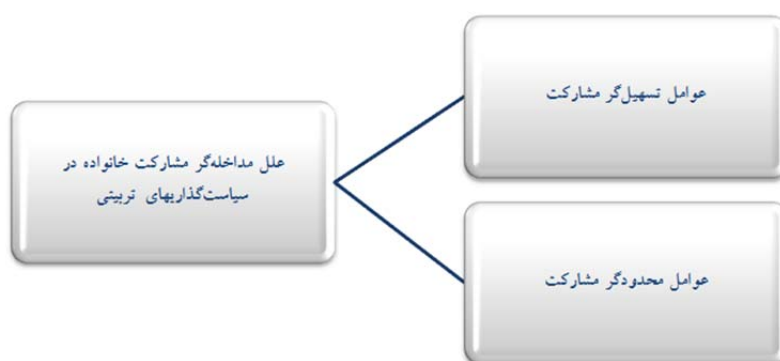 عوامل تسهیل‌گر مشارکت
علل مداخله‌گر مشارکت خانواده در
سیاست‌گذاریهای تربیتی
عوامل محدودگر مشارکت